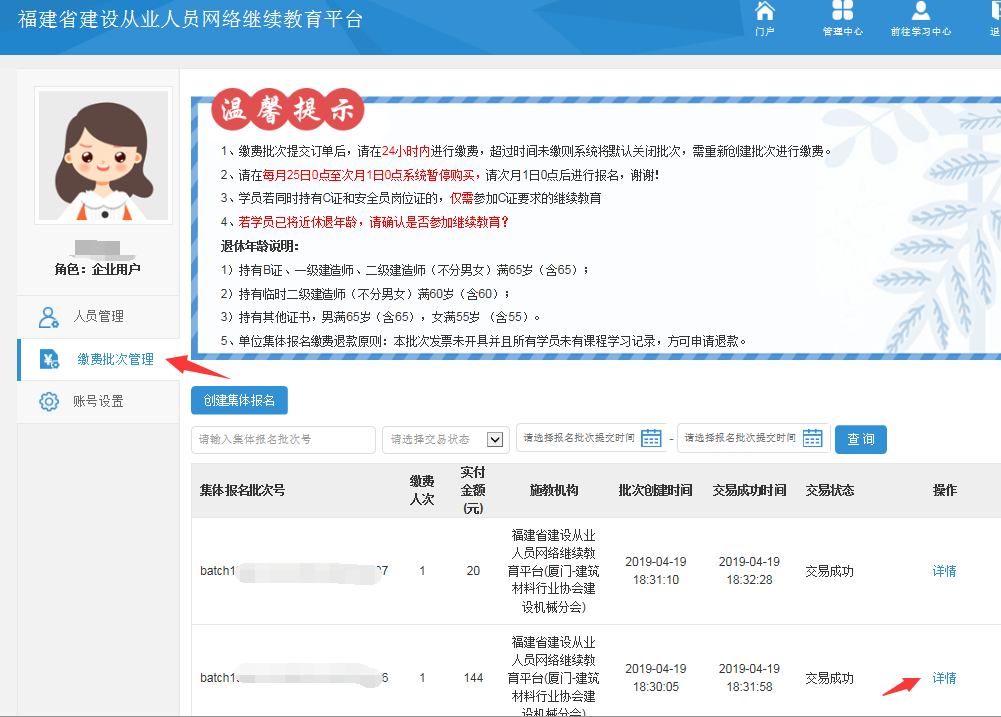 福建省建设从业人员网络继续教育平台
门户
管理中心
前往学习中心
退
温馨提示
1、缴费批次提交订单后，请在24小时内进行缴费，超过时间未缴则系统将默认关闭批次，需重新创建批次进行缴费。
2、请在每月25日0点至次月1日0点系统暂停购买，请次月1日0点后进行报名，谢谢!
3、学员若同时持有C证和安全员岗位证的，仅需参加C证要求的继续教育
4、若学员已将近休退年龄，请确认是否参加继续教育?
退休年龄说明:
1）持有B证、一级建造师、二级建造师（不分男女）满65岁（含65）;
2）持有临时二级建造师（不分男女）满60岁（含60）;
3）持有其他证书，男满65岁（含65），女满55岁 （含55）。
5、单位集体报名缴费退款原则: 本批次发票未开具并且所有学员未有课程学习记录，方可申请退款。
角色: 企业用户
人员管理
缴费批次管理
账号设置
创建集体报名
请输入集体报名批次号
请选择交易状态
请选择报名批次提交时间
-
请选择报名批次提交时间
查 询
集体报名批次号
缴费
人次
实付
金额
(元)
施教机构
批次创建时间
交易成功时间
交易状态
操作
batch1
7
1
20
福建省建设从业
人员网络继续教
育平台(厦门-建筑
材料行业协会建
设机械分会)
2019-04-19
18:31:10
2019-04-19
18:32:28
交易成功
详情
batch1
6
1
144
福建省建设从业
人员网络继续教
育平台(厦门-建筑
材料行业协会建
设机械分会)
2019-04-19
18:30:05
2019-04-19
18:31:58
交易成功
详情